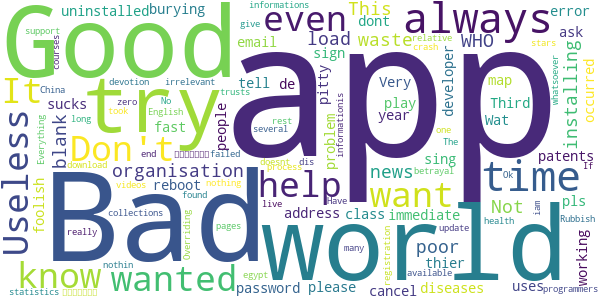 informations
uninstalled
burying
Good
even
always
This
dont
error
support
courses
email
load
waste
WHO
ask
give
irrelevant
relative
crash
stars
sign
occurred
It
devotion
try
app
tell
de
pitty
developer
map
whatsoever
sucks
China
No
zero
trusts
Very
play
Third
installing
Useless
blank
long
took
English
fast
several
people
problem
year
Wat
patents
Everything
Don't
end
failed
rest
informationis
The
one
If
foolish
download
organisation
process
doesnt
dis
betrayal
Ok
time
Bad
help
want
news
sing
reboot
nothing
videos
found
live
Have
immediate
Not
pls
iam
health
know
wanted
collections
Overriding
address
class
poor
update
Rubbish
working
really
nothin
pages
world
many
registration
available
thier
statistics
egypt
password
please
cancel
diseases
uses
programmers